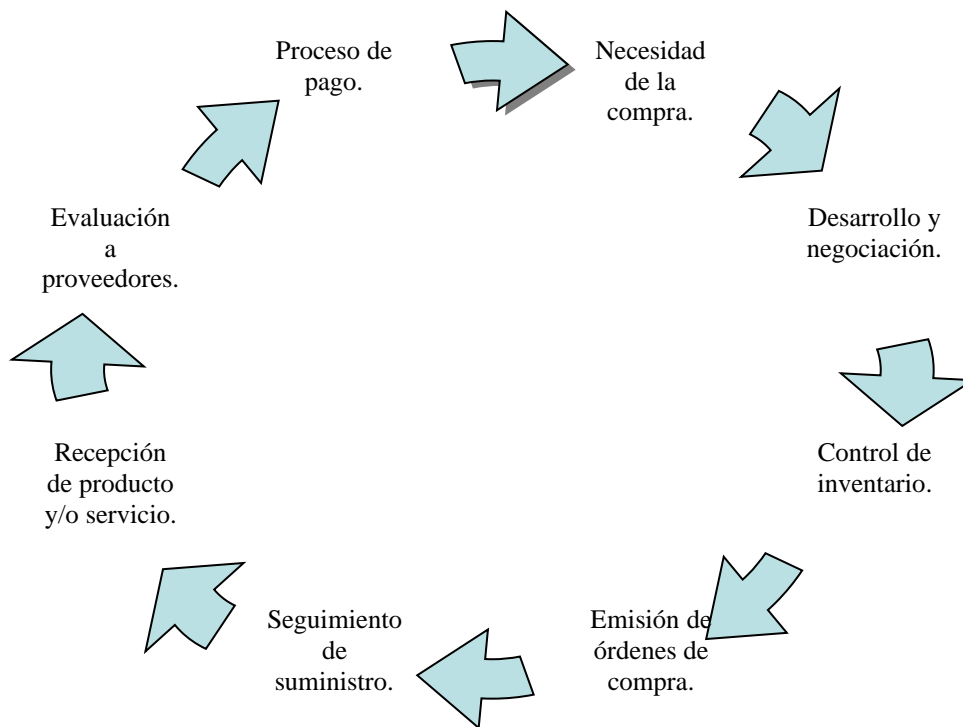 Proceso de
pago.
Necesidad
de la
compra.
Desarrollo y
negociación.
Control de
inventario.
Emisión de
órdenes de
compra.
Seguimiento
de
suministro.
Recepción
de producto
y/o servicio.
Evaluación
a
proveedores.